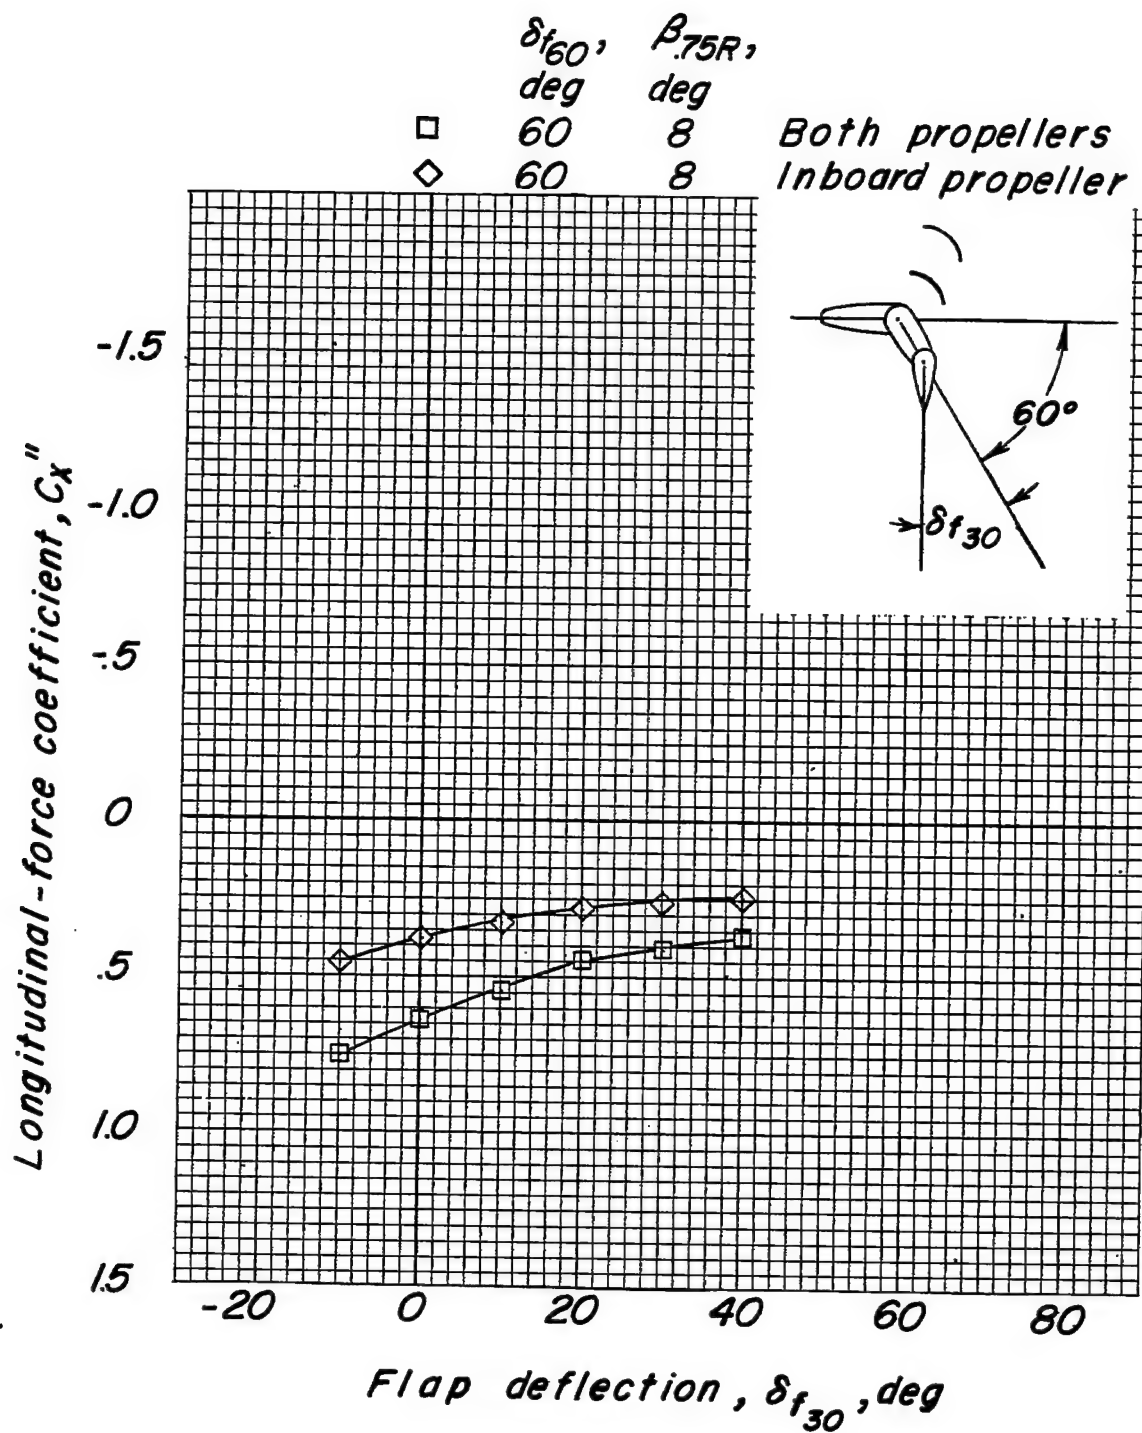 δf60, β.75R,
deg deg
□ 60 8 Both propellers
◇ 60 8 Inboard propeller
-1.5
-1.0
-.5
0
.5
1.0
1.5
Longitudinal-force coefficient, Cx"
60°
δf30
-20 0 20 40 60 80
Flap deflection, δf30, deg